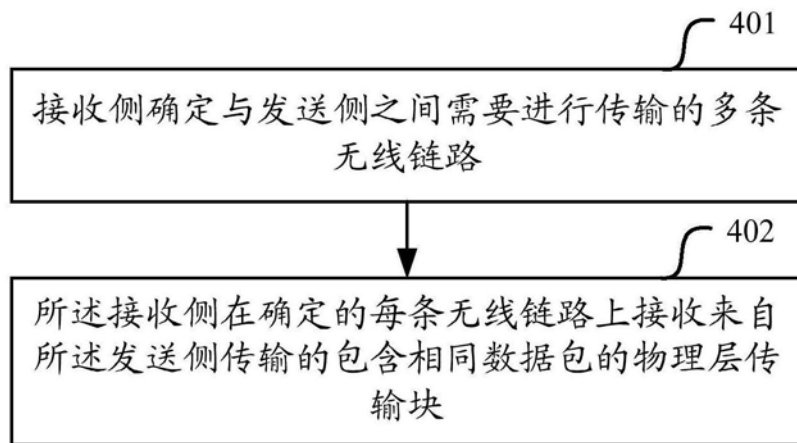 401
接收侧确定与发送侧之间需要进行传输的多条
无线链路
402
所述接收侧在确定的每条无线链路上接收来自
所述发送侧传输的包含相同数据包的物理层传
输块